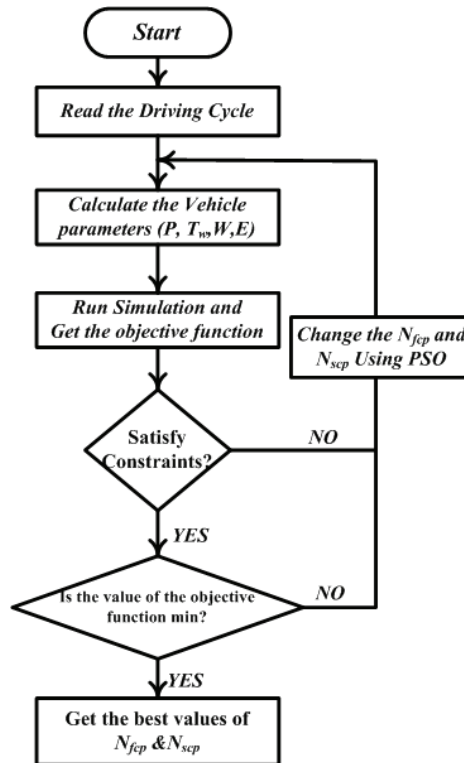 Start
Read the Driving Cycle
Calculate the Vehicle
parameters (P, Tw,W,E)
Run Simulation and
Get the objective function
Change the Nfcp and
Nscp Using PSO
Satisfy
Constraints?
NO
YES
Is the value of the objective
function min?
NO
YES
Get the best values of
Nfcp &Nscp